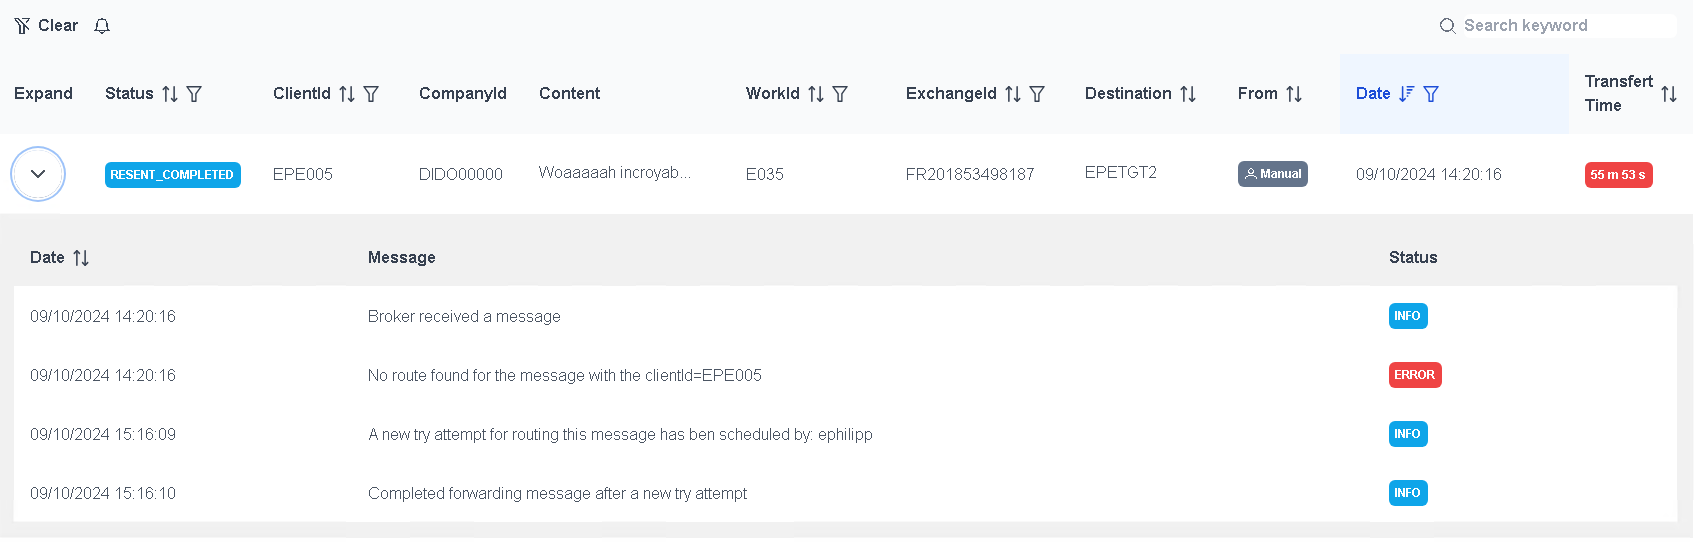 Clear
Search keyword
Expand Status ClientId CompanyId Content WorkId ExchangeId Destination From Date Transfert Time
RESENT_COMPLETED EPE005 DIDO00000 Woaaaaah incroyab... E035 FR201853498187 EPETGT2 Manual 09/10/2024 14:20:16 55 m 53 s
Date Message Status
09/10/2024 14:20:16 Broker received a message INFO
09/10/2024 14:20:16 No route found for the message with the clientId=EPE005 ERROR
09/10/2024 15:16:09 A new try attempt for routing this message has ben scheduled by: ephilipp INFO
09/10/2024 15:16:10 Completed forwarding message after a new try attempt INFO